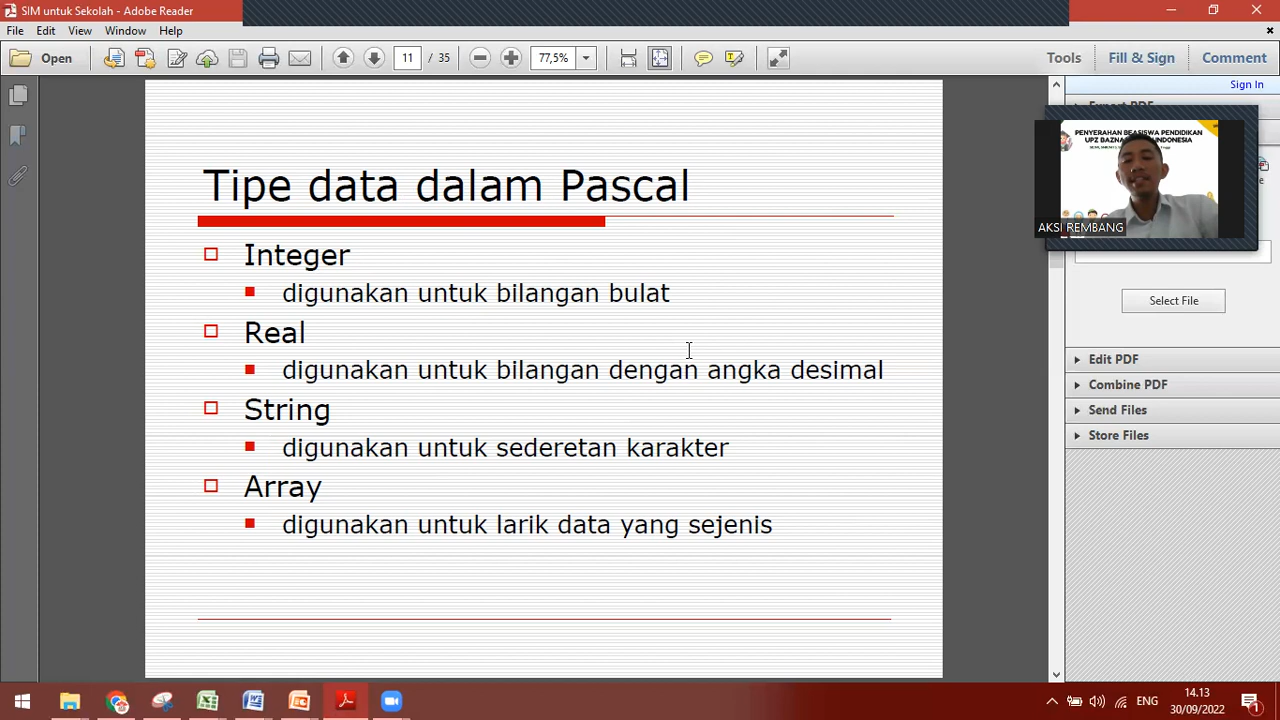 SIM untuk Sekolah - Adobe Reader
File Edit View Window Help
Open 11 / 35 77,5% Tools Fill & Sign Comment
Sign In
Export PDF
PENYERAHAN BEASISWA PENDIDIKAN
UPZ BAZNAS INDONESIA
AKSI REMBANG
Tipe data dalam Pascal
Integer
digunakan untuk bilangan bulat
Real
digunakan untuk bilangan dengan angka desimal
String
digunakan untuk sederetan karakter
Array
digunakan untuk larik data yang sejenis
Select File
Edit PDF
Combine PDF
Send Files
Store Files
ENG
14.13
30/09/2022
1